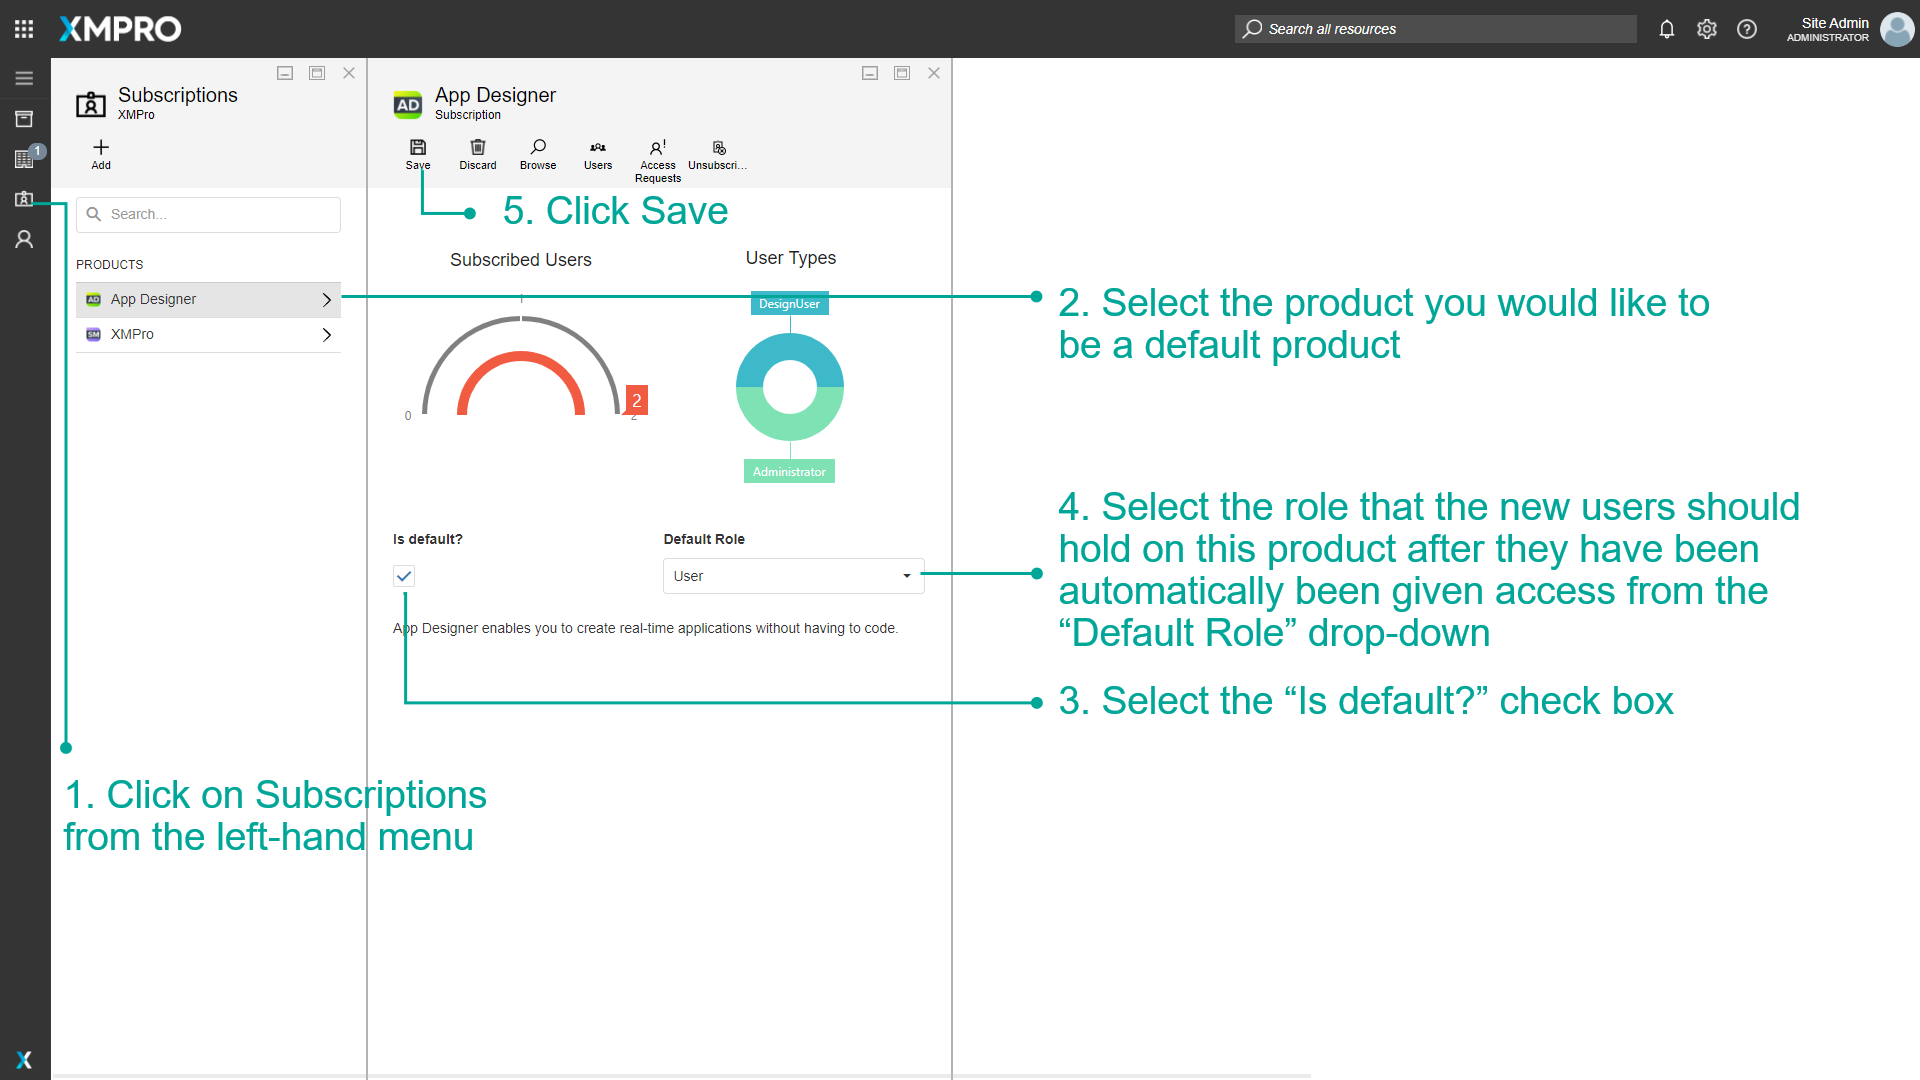 XMPRO
Search all resources
Site Admin
ADMINISTRATOR
1
Subscriptions
XMPro
Add
Search...
PRODUCTS
AD App Designer
SM XMPro
AD
App Designer
Subscription
Save
Discard
Browse
Users
Access
Requests
Unsubscri...
5. Click Save
Subscribed Users
0
1
2
2
User Types
DesignUser
Administrator
Is default?
Default Role
User
App Designer enables you to create real-time applications without having to code.
1. Click on Subscriptions
from the left-hand menu
2. Select the product you would like to
be a default product
4. Select the role that the new users should
hold on this product after they have been
automatically been given access from the
“Default Role” drop-down
3. Select the “Is default?” check box